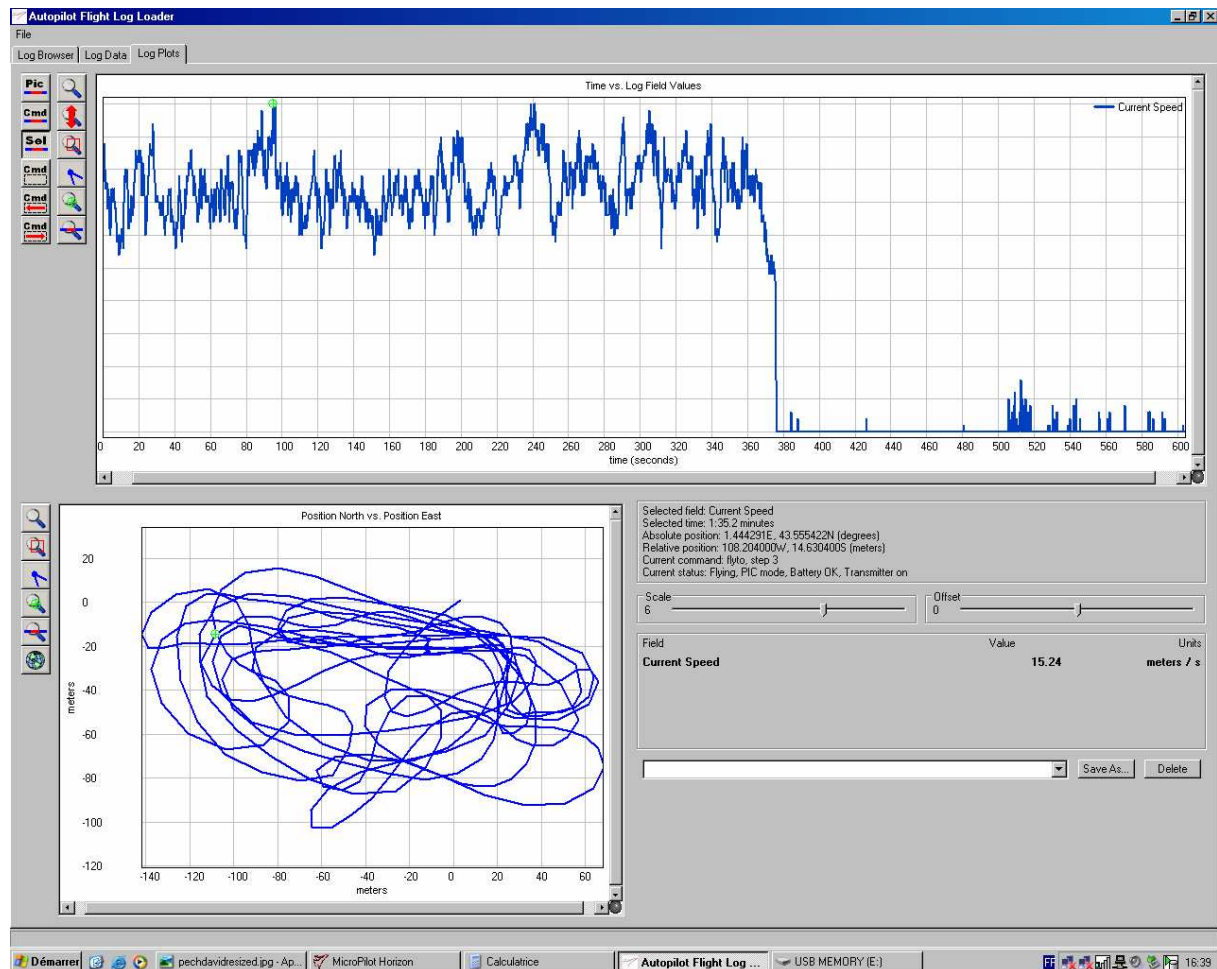 Autopilot Flight Log Loader
File
Log Browser Log Data Log Plots
Pic
Cmd
Sel
Cmd
Cmd
Cmd
Time vs. Log Field Values
Current Speed
0 20 40 60 80 100 120 140 160 180 200 220 240 260 280 300 320 340 360 380 400 420 440 460 480 500 520 540 560 580 600
time (seconds)
Position North vs. Position East
20
0
-20
-40
-60
-80
-100
-120
meters
-140 -120 -100 -80 -60 -40 -20 0 20 40 60
meters
Selected field: Current Speed
Selected time: 1:35.2 minutes
Absolute position: 1.444291E, 43.555422N (degrees)
Relative position: 108.204000W, 14.630400S (meters)
Current command: flyto, step 3
Current status: Flying, PIC mode, Battery OK, Transmitter on
Scale
6
Offset
0
Field Value Units
Current Speed 15.24 meters / s
Save As... Delete
Démarrer pechdavidresized.jpg - Ap... MicroPilot Horizon Calculatrice Autopilot Flight Log ... USB MEMORY (E:) FF 16:39